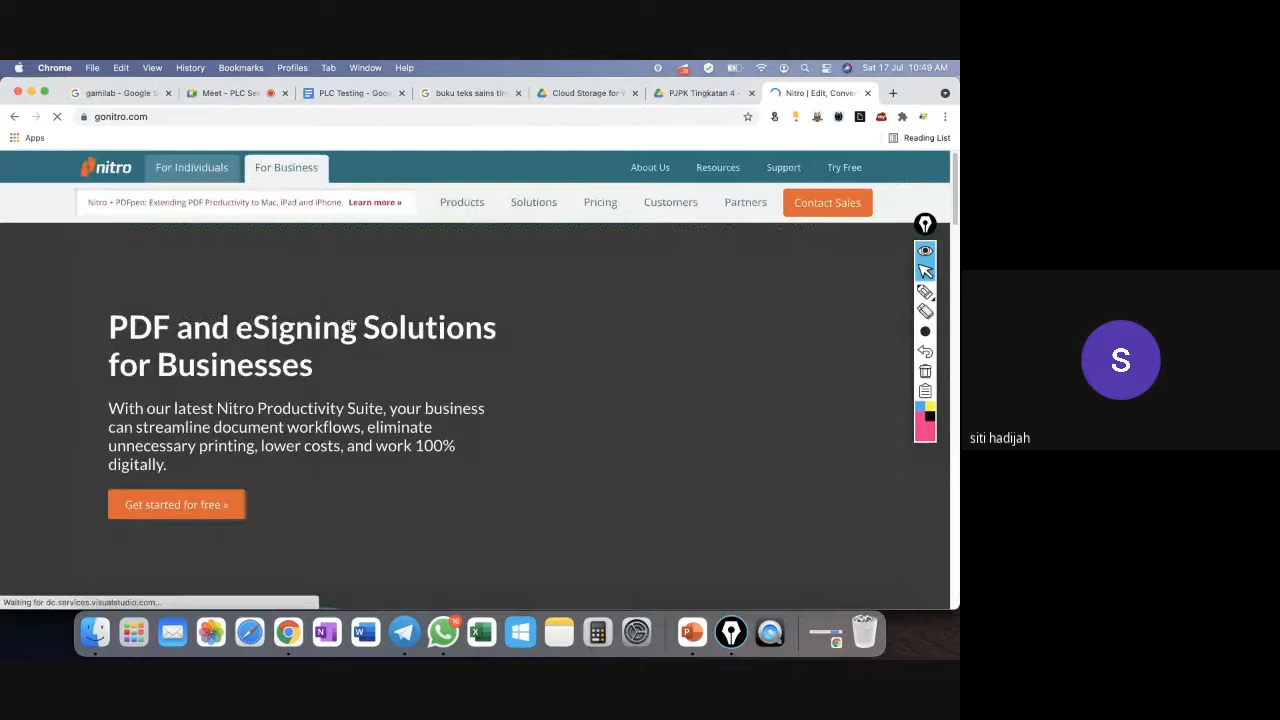 Chrome File Edit View History Bookmarks Profiles Tab Window Help Sat 17 Jul 10:49 AM
gamilab - Google S Meet - PLC Ses PLC Testing - Goog buku teks sains tin Cloud Storage for W PJPK Tingkatan 4 - Nitro | Edit, Conver
gonitro.com
Apps Reading List
nitro For Individuals For Business About Us Resources Support Try Free
Nitro + PDFpen: Extending PDF Productivity to Mac, iPad and iPhone. Learn more » Products Solutions Pricing Customers Partners Contact Sales
PDF and eSigning Solutions
for Businesses
With our latest Nitro Productivity Suite, your business
can streamline document workflows, eliminate
unnecessary printing, lower costs, and work 100%
digitally.
Get started for free »
Waiting for dc.services.visualstudio.com...
S
siti hadijah